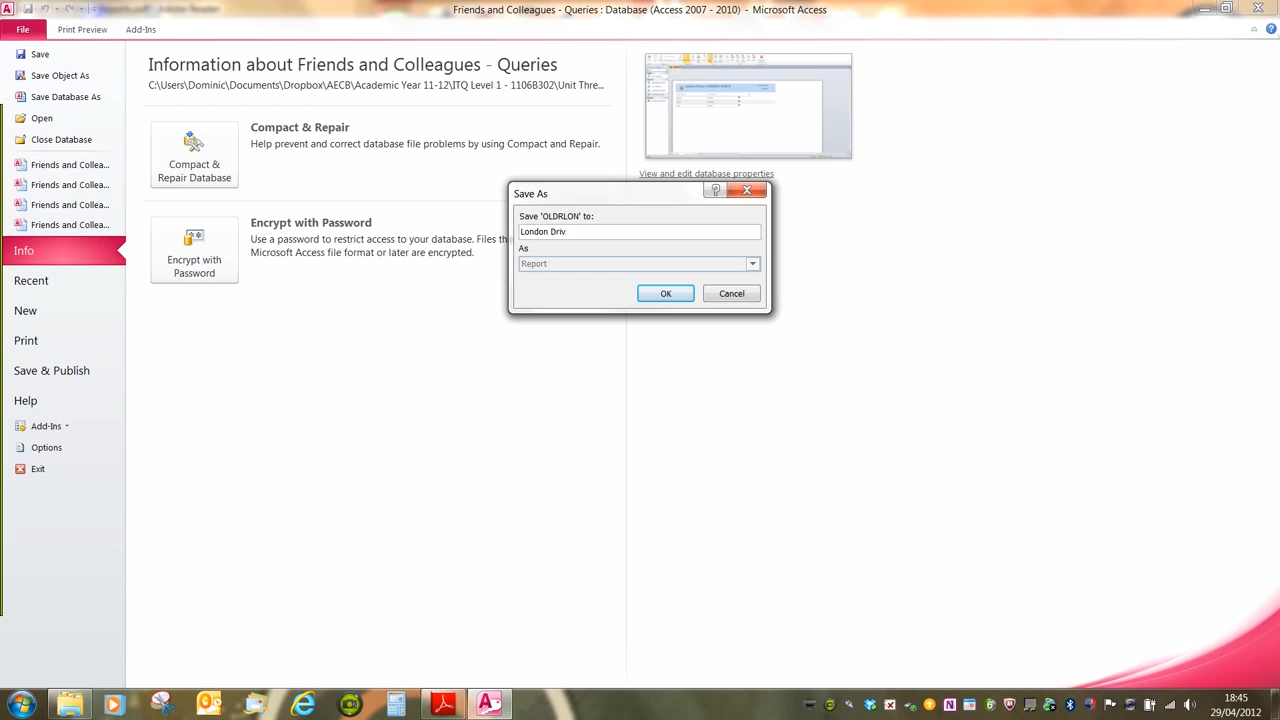 Friends and Colleagues - Queries : Database (Access 2007 - 2010) - Microsoft Access
File
Print Preview
Add-Ins
Save
Save Object As
Save Database As
Open
Close Database
Friends and Collea...
Friends and Collea...
Friends and Collea...
Friends and Collea...
Info
Recent
New
Print
Save & Publish
Help
Add-Ins
Options
Exit
Information about Friends and Colleagues - Queries
C:\Users\Dominic\Documents\Dropbox\AECB\Academic Year 11-12\ITQ Level 1 - 1106B302\Unit Thre...
Compact & Repair Database
Compact & Repair
Help prevent and correct database file problems by using Compact and Repair.
Encrypt with Password
Encrypt with Password
Use a password to restrict access to your database. Files
Microsoft Access file format or later are encrypted.
View and edit database properties
Save As
Save 'OLDRLON' to:
London Driv
As
Report
OK
Cancel
18:45
29/04/2012